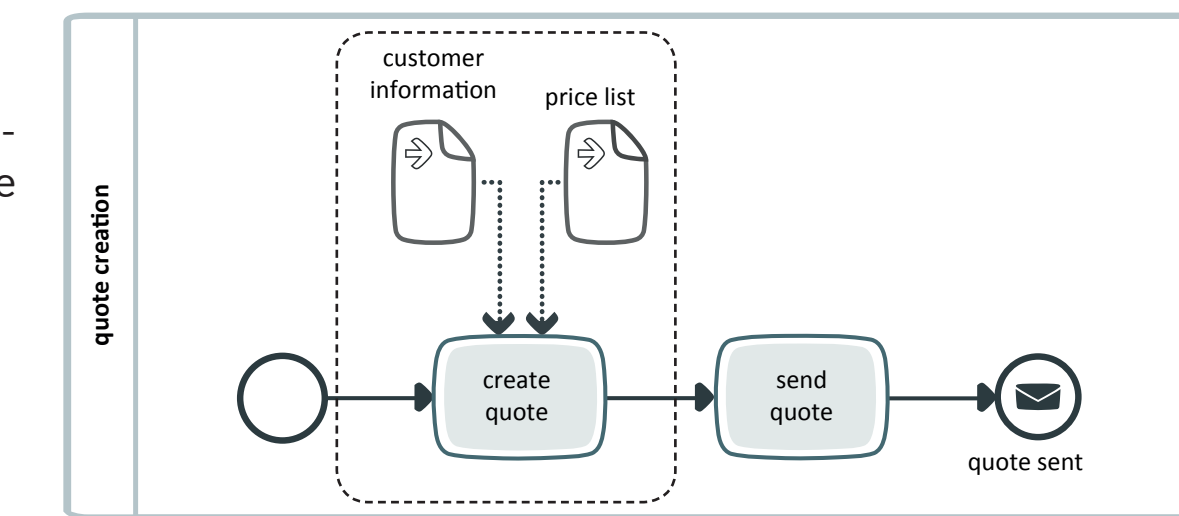 -
e
quote creation
customer
information
price list
create
quote
send
quote
quote sent